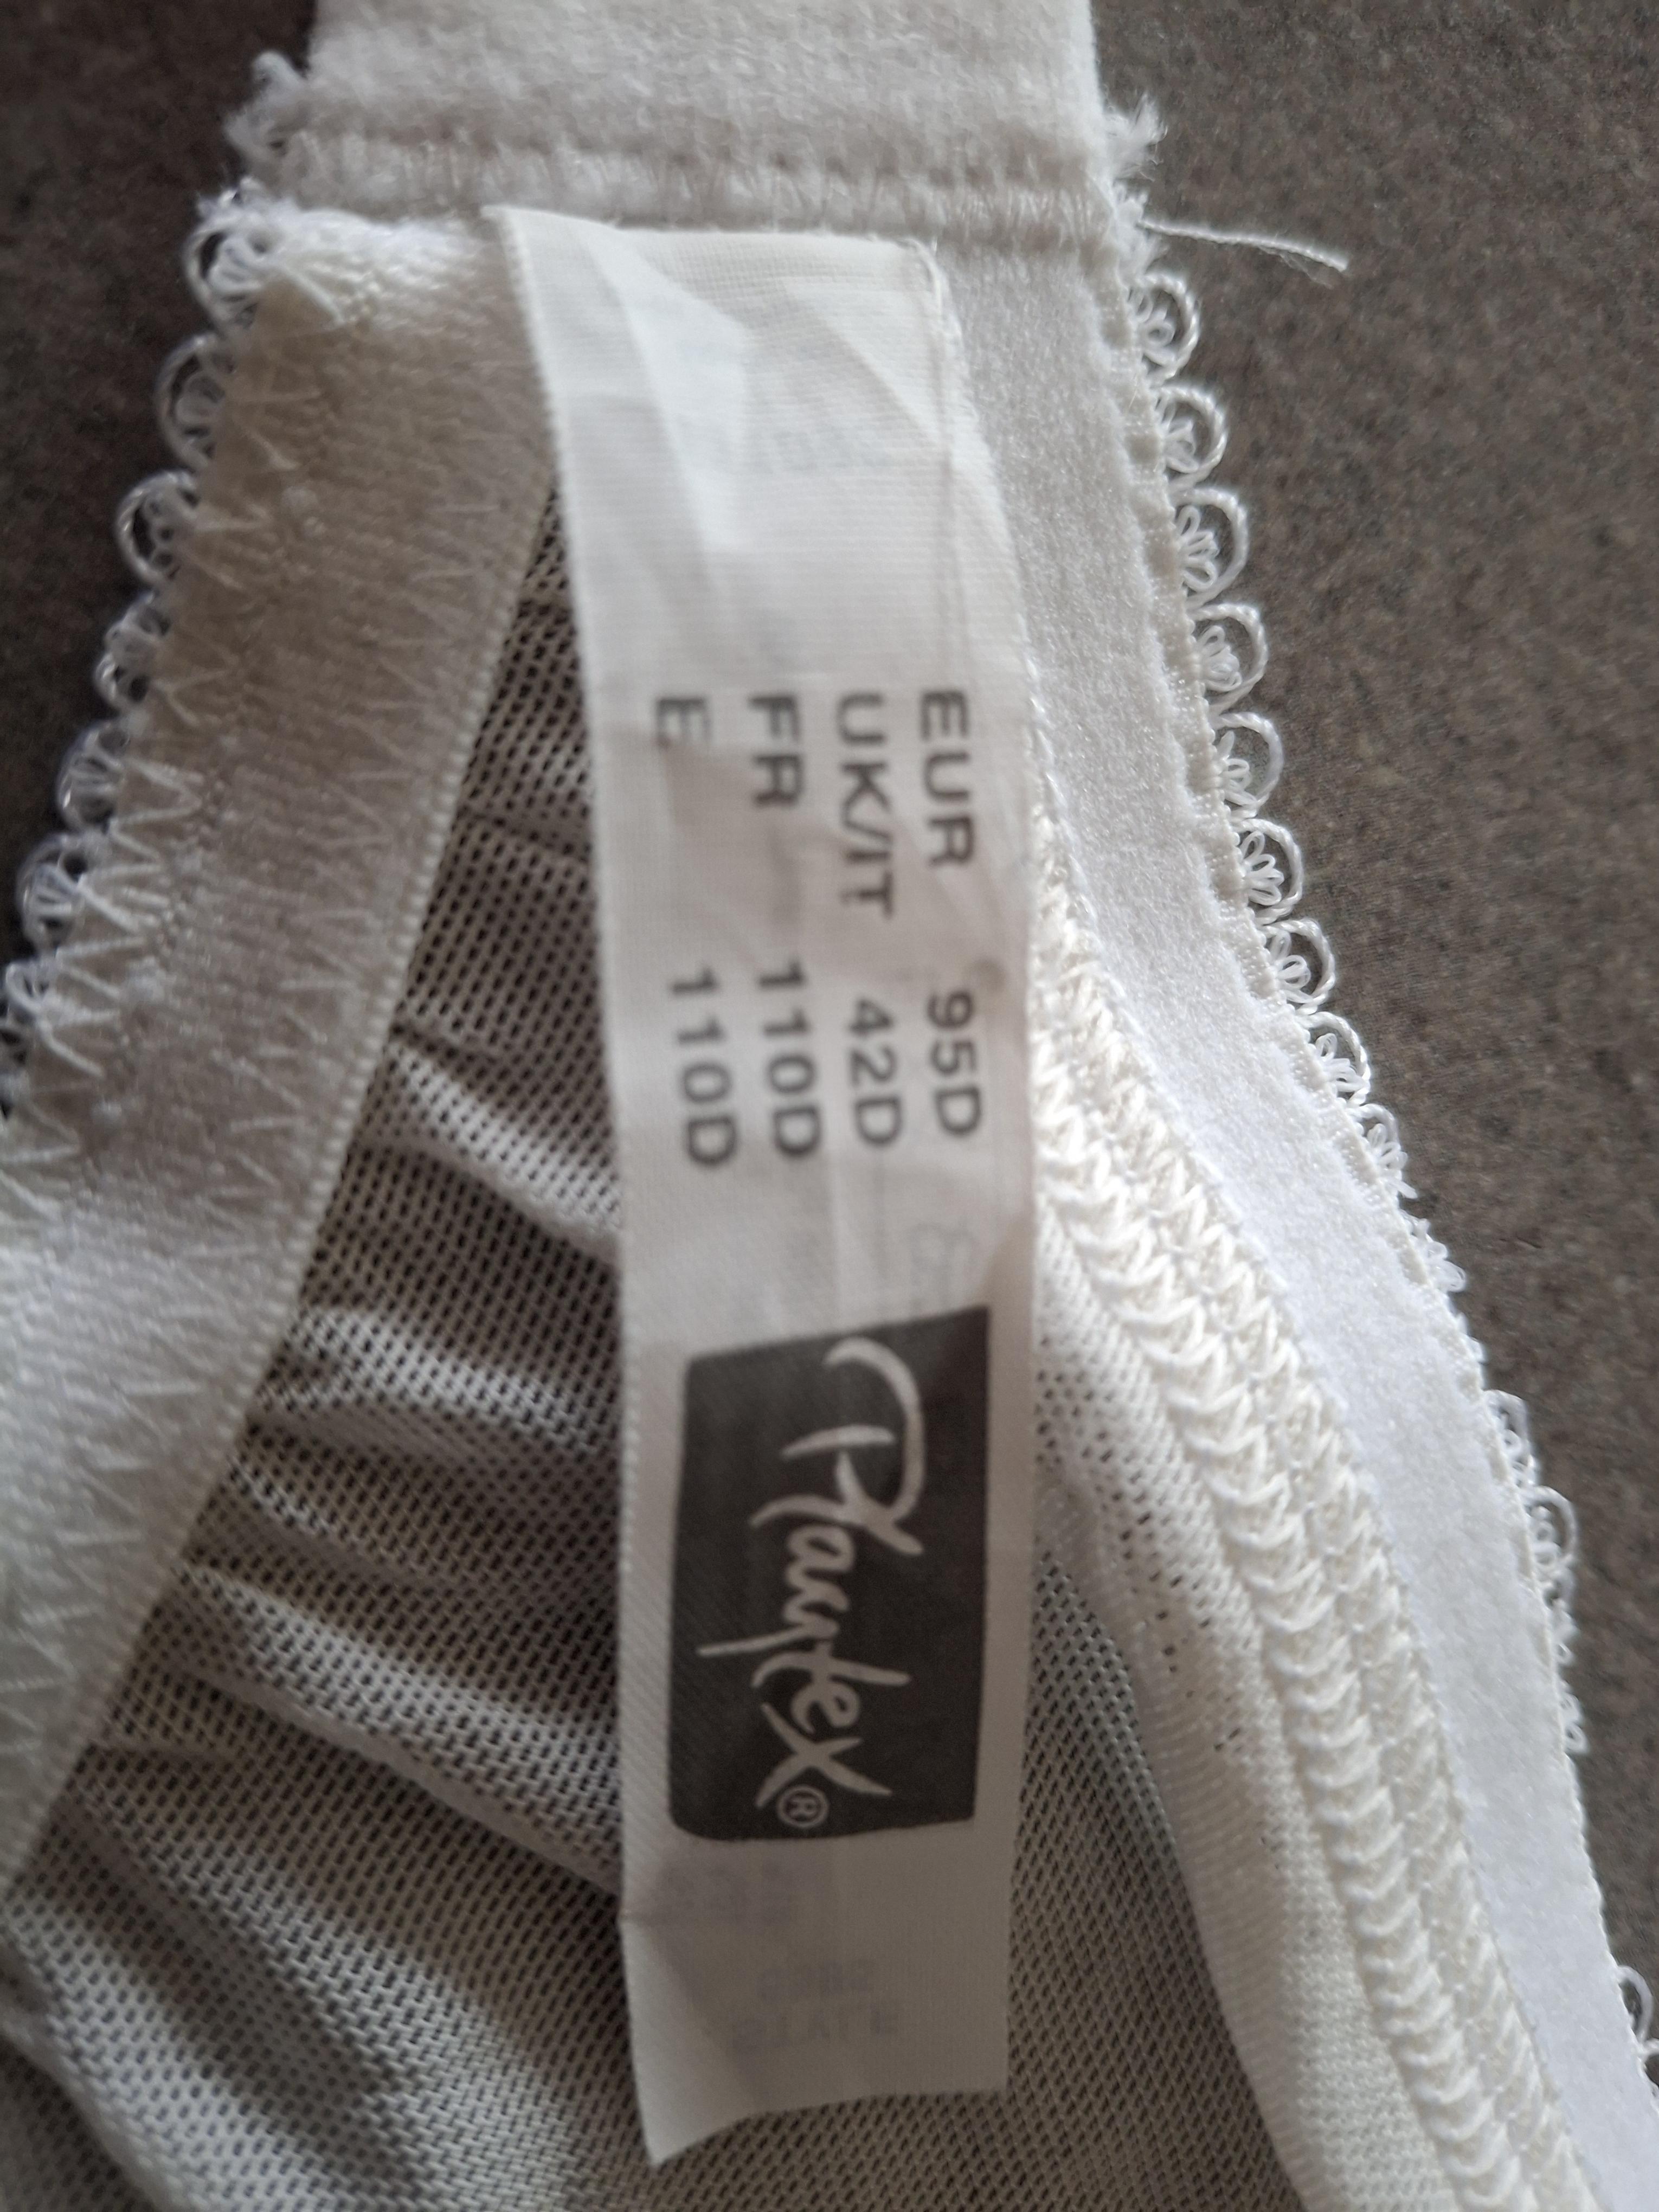 EUR 95D
UK/IT 42D
FR 110D
E 110D
Playtex®